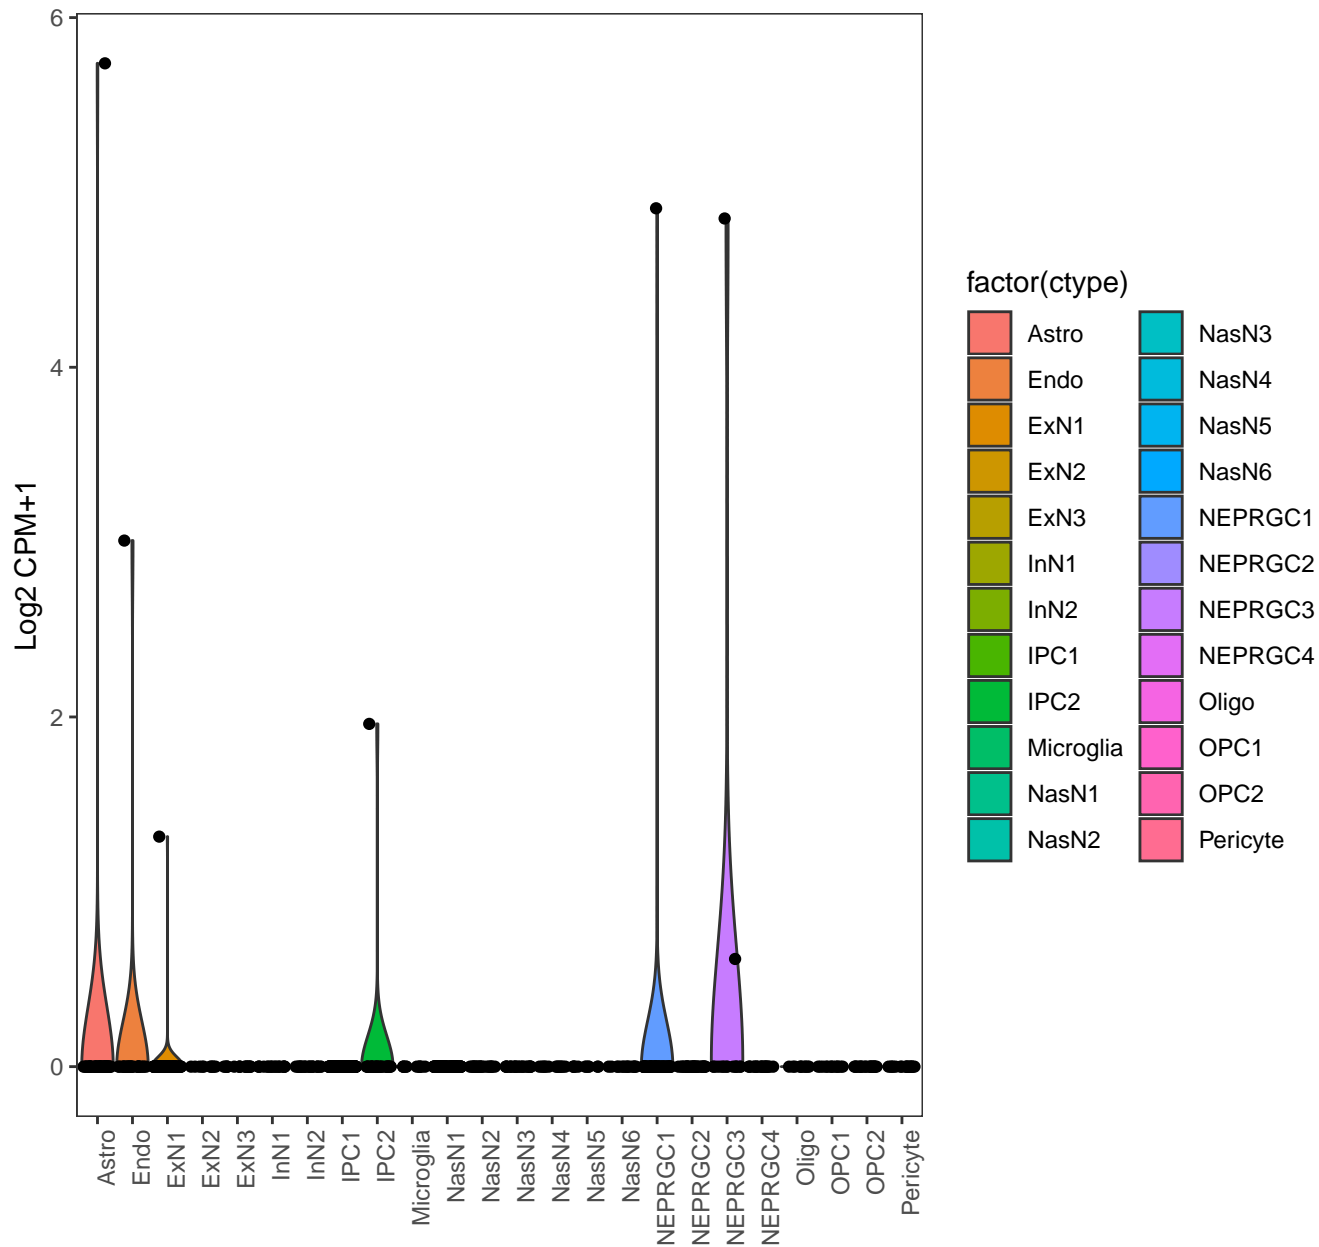 6
4
2
0
Log2 CPM+1
Astro
Endo
ExN1
ExN2
ExN3
InN1
InN2
IPC1
IPC2
Microglia
NasN1
NasN2
NasN3
NasN4
NasN5
NasN6
NEPRGC1
NEPRGC2
NEPRGC3
NEPRGC4
Oligo
OPC1
OPC2
Pericyte
factor(ctype)
Astro
Endo
ExN1
ExN2
ExN3
InN1
InN2
IPC1
IPC2
Microglia
NasN1
NasN2
NasN3
NasN4
NasN5
NasN6
NEPRGC1
NEPRGC2
NEPRGC3
NEPRGC4
Oligo
OPC1
OPC2
Pericyte